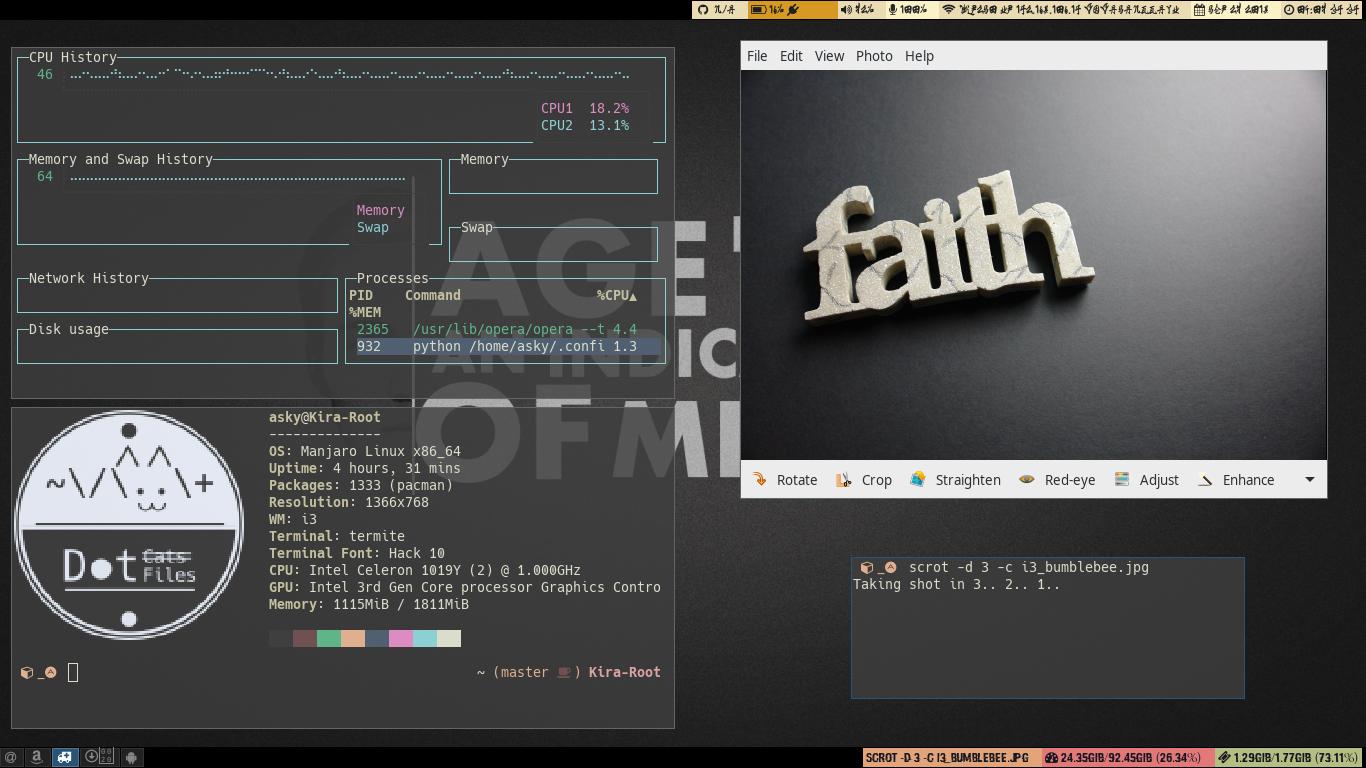 CPU History
46
CPU1 18.2%
CPU2 13.1%
Memory and Swap History
64
Memory
Swap
Memory
Swap
Network History
Disk usage
Processes
PID Command %CPU▲
%MEM
2365 /usr/lib/opera/opera --t 4.4
932 python /home/asky/.confi 1.3
AGE
AN INDIC
OF MI
File Edit View Photo Help
faith
Rotate Crop Straighten Red-eye Adjust Enhance
~\/\ /\+
Dot Cats Files
asky@Kira-Root
--------------
OS: Manjaro Linux x86_64
Uptime: 4 hours, 31 mins
Packages: 1333 (pacman)
Resolution: 1366x768
WM: i3
Terminal: termite
Terminal Font: Hack 10
CPU: Intel Celeron 1019Y (2) @ 1.000GHz
GPU: Intel 3rd Gen Core processor Graphics Contro
Memory: 1115MiB / 1811MiB
~ (master ) Kira-Root
scrot -d 3 -c i3_bumblebee.jpg
Taking shot in 3.. 2.. 1..
SCROT -D 3 -C I3_BUMBLEBEE.JPG
24.35GIB/92.45GIB (26.34%)
1.29GIB/1.77GIB (73.11%)